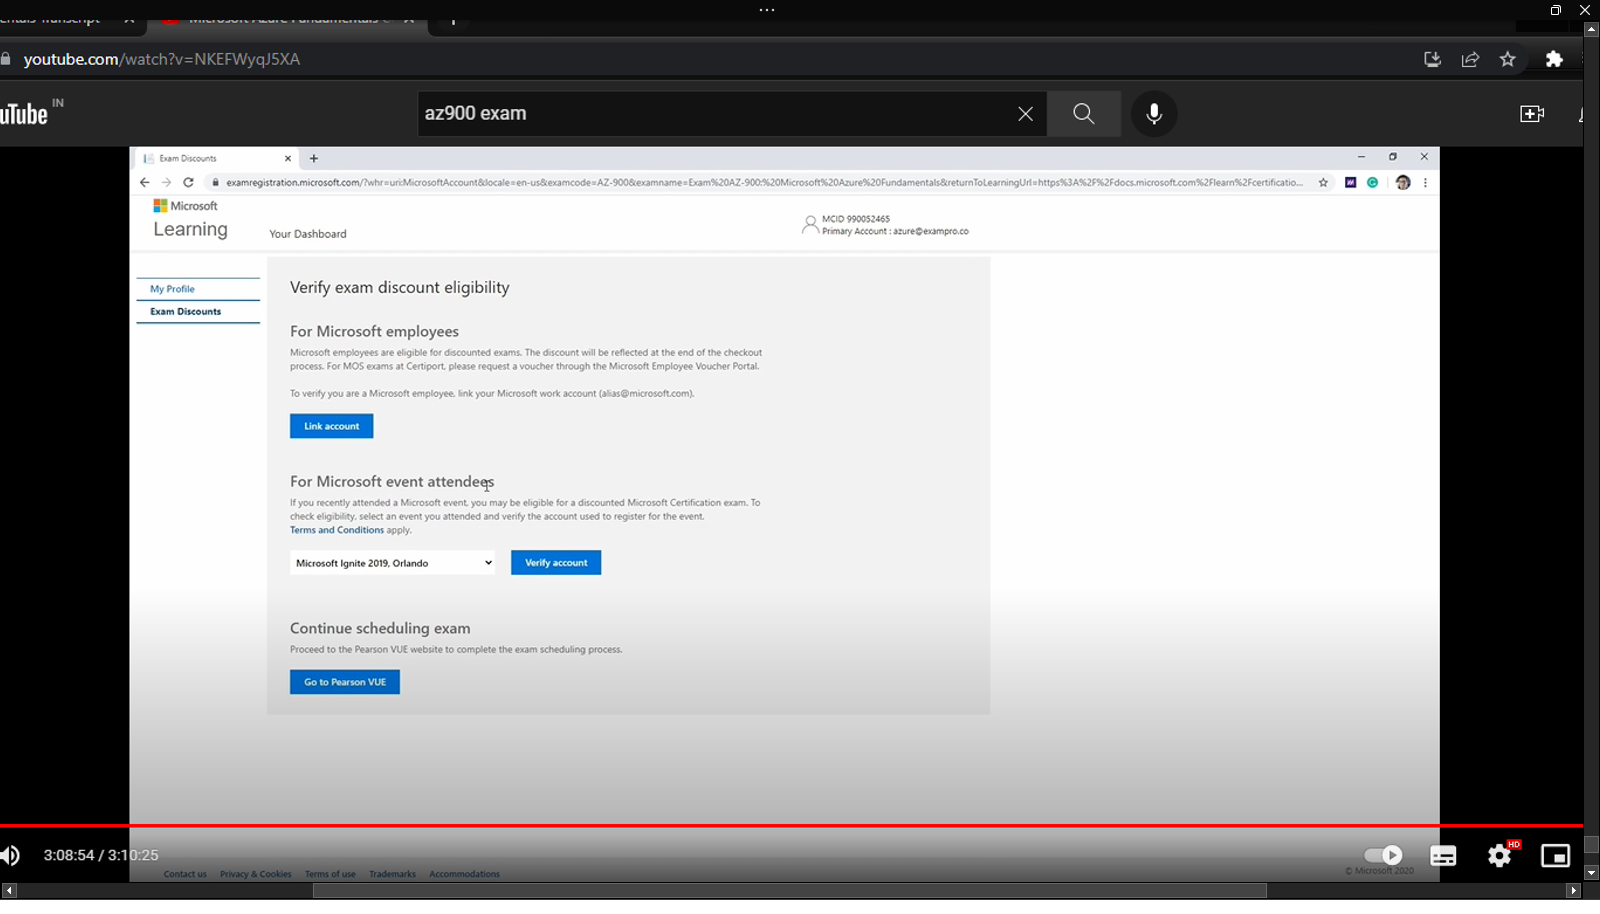 youtube.com/watch?v=NKEFWyqJ5XA
uTube IN
az900 exam
Exam Discounts
examregistration.microsoft.com/?whr=uri:MicrosoftAccount&locale=en-us&examcode=AZ-900&examname=Exam%20AZ-900:%20Microsoft%20Azure%20Fundamentals&returnToLearningUrl=https%3A%2F%2Fdocs.microsoft.com%2Flearn%2Fcertificatio...
Microsoft
Learning
Your Dashboard
MCID 990052465
Primary Account : azure@exampro.co
My Profile
Exam Discounts
Verify exam discount eligibility
For Microsoft employees
Microsoft employees are eligible for discounted exams. The discount will be reflected at the end of the checkout
process. For MOS exams at Certiport, please request a voucher through the Microsoft Employee Voucher Portal.
To verify you are a Microsoft employee, link your Microsoft work account (alias@microsoft.com).
Link account
For Microsoft event attendees
If you recently attended a Microsoft event, you may be eligible for a discounted Microsoft Certification exam. To
check eligibility, select an event you attended and verify the account used to register for the event.
Terms and Conditions apply.
Microsoft Ignite 2019, Orlando
Verify account
Continue scheduling exam
Proceed to the Pearson VUE website to complete the exam scheduling process.
Go to Pearson VUE
3:08:54 / 3:10:25
HD
Contact us Privacy & Cookies Terms of use Trademarks Accommodations
© Microsoft 2020